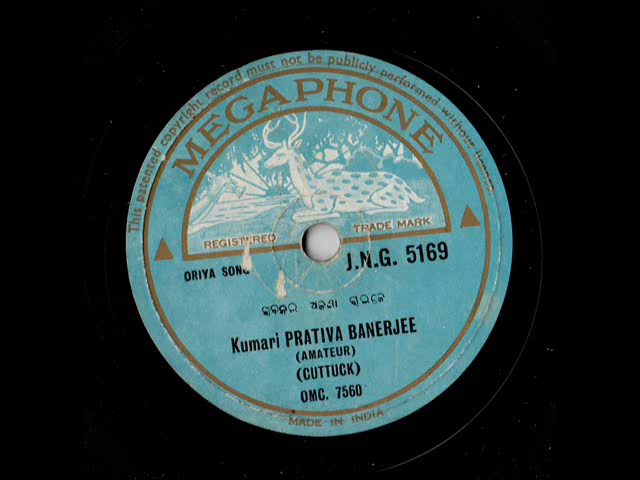 This patented copyright record must not be publicly performed without licence.
MEGAPHONE
REGISTERED TRADE MARK
ORIYA SONG J.N.G. 5169
ଅଜଣା
Kumari PRATIVA BANERJEE
(AMATEUR)
(CUTTUCK)
OMC. 7560
MADE IN INDIA